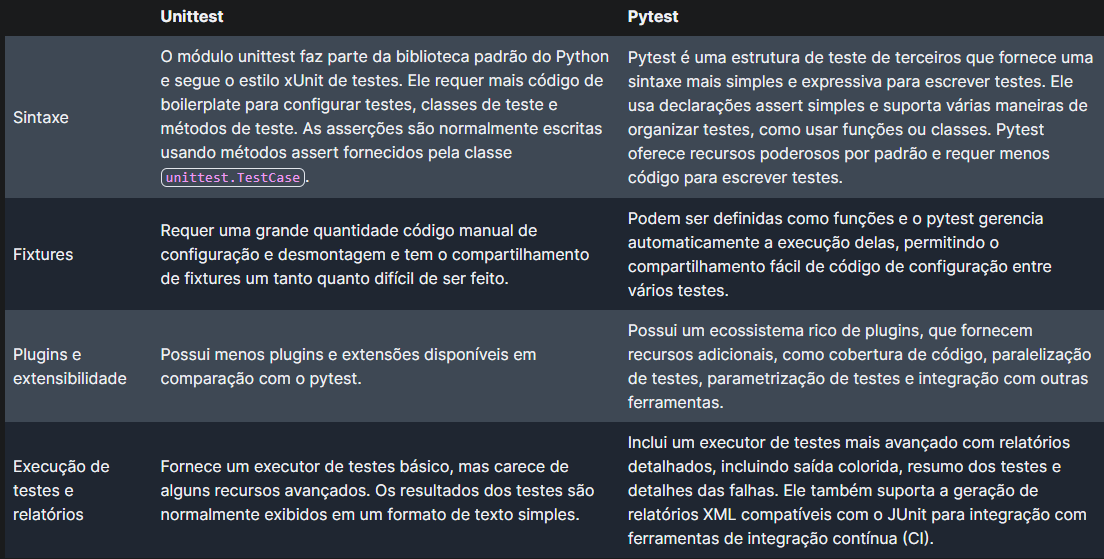 Unittest
Pytest
Sintaxe
O módulo unittest faz parte da biblioteca padrão do Python
e segue o estilo xUnit de testes. Ele requer mais código de
boilerplate para configurar testes, classes de teste e
métodos de teste. As asserções são normalmente escritas
usando métodos assert fornecidos pela classe
unittest.TestCase.
Pytest é uma estrutura de teste de terceiros que fornece uma
sintaxe mais simples e expressiva para escrever testes. Ele
usa declarações assert simples e suporta várias maneiras de
organizar testes, como usar funções ou classes. Pytest
oferece recursos poderosos por padrão e requer menos
código para escrever testes.
Fixtures
Requer uma grande quantidade código manual de
configuração e desmontagem e tem o compartilhamento
de fixtures um tanto quanto difícil de ser feito.
Podem ser definidas como funções e o pytest gerencia
automaticamente a execução delas, permitindo o
compartilhamento fácil de código de configuração entre
vários testes.
Plugins e
extensibilidade
Possui menos plugins e extensões disponíveis em
comparação com o pytest.
Possui um ecossistema rico de plugins, que fornecem
recursos adicionais, como cobertura de código, paralelização
de testes, parametrização de testes e integração com outras
ferramentas.
Execução de
testes e
relatórios
Fornece um executor de testes básico, mas carece de
alguns recursos avançados. Os resultados dos testes são
normalmente exibidos em um formato de texto simples.
Inclui um executor de testes mais avançado com relatórios
detalhados, incluindo saída colorida, resumo dos testes e
detalhes das falhas. Ele também suporta a geração de
relatórios XML compatíveis com o JUnit para integração com
ferramentas de integração contínua (CI).